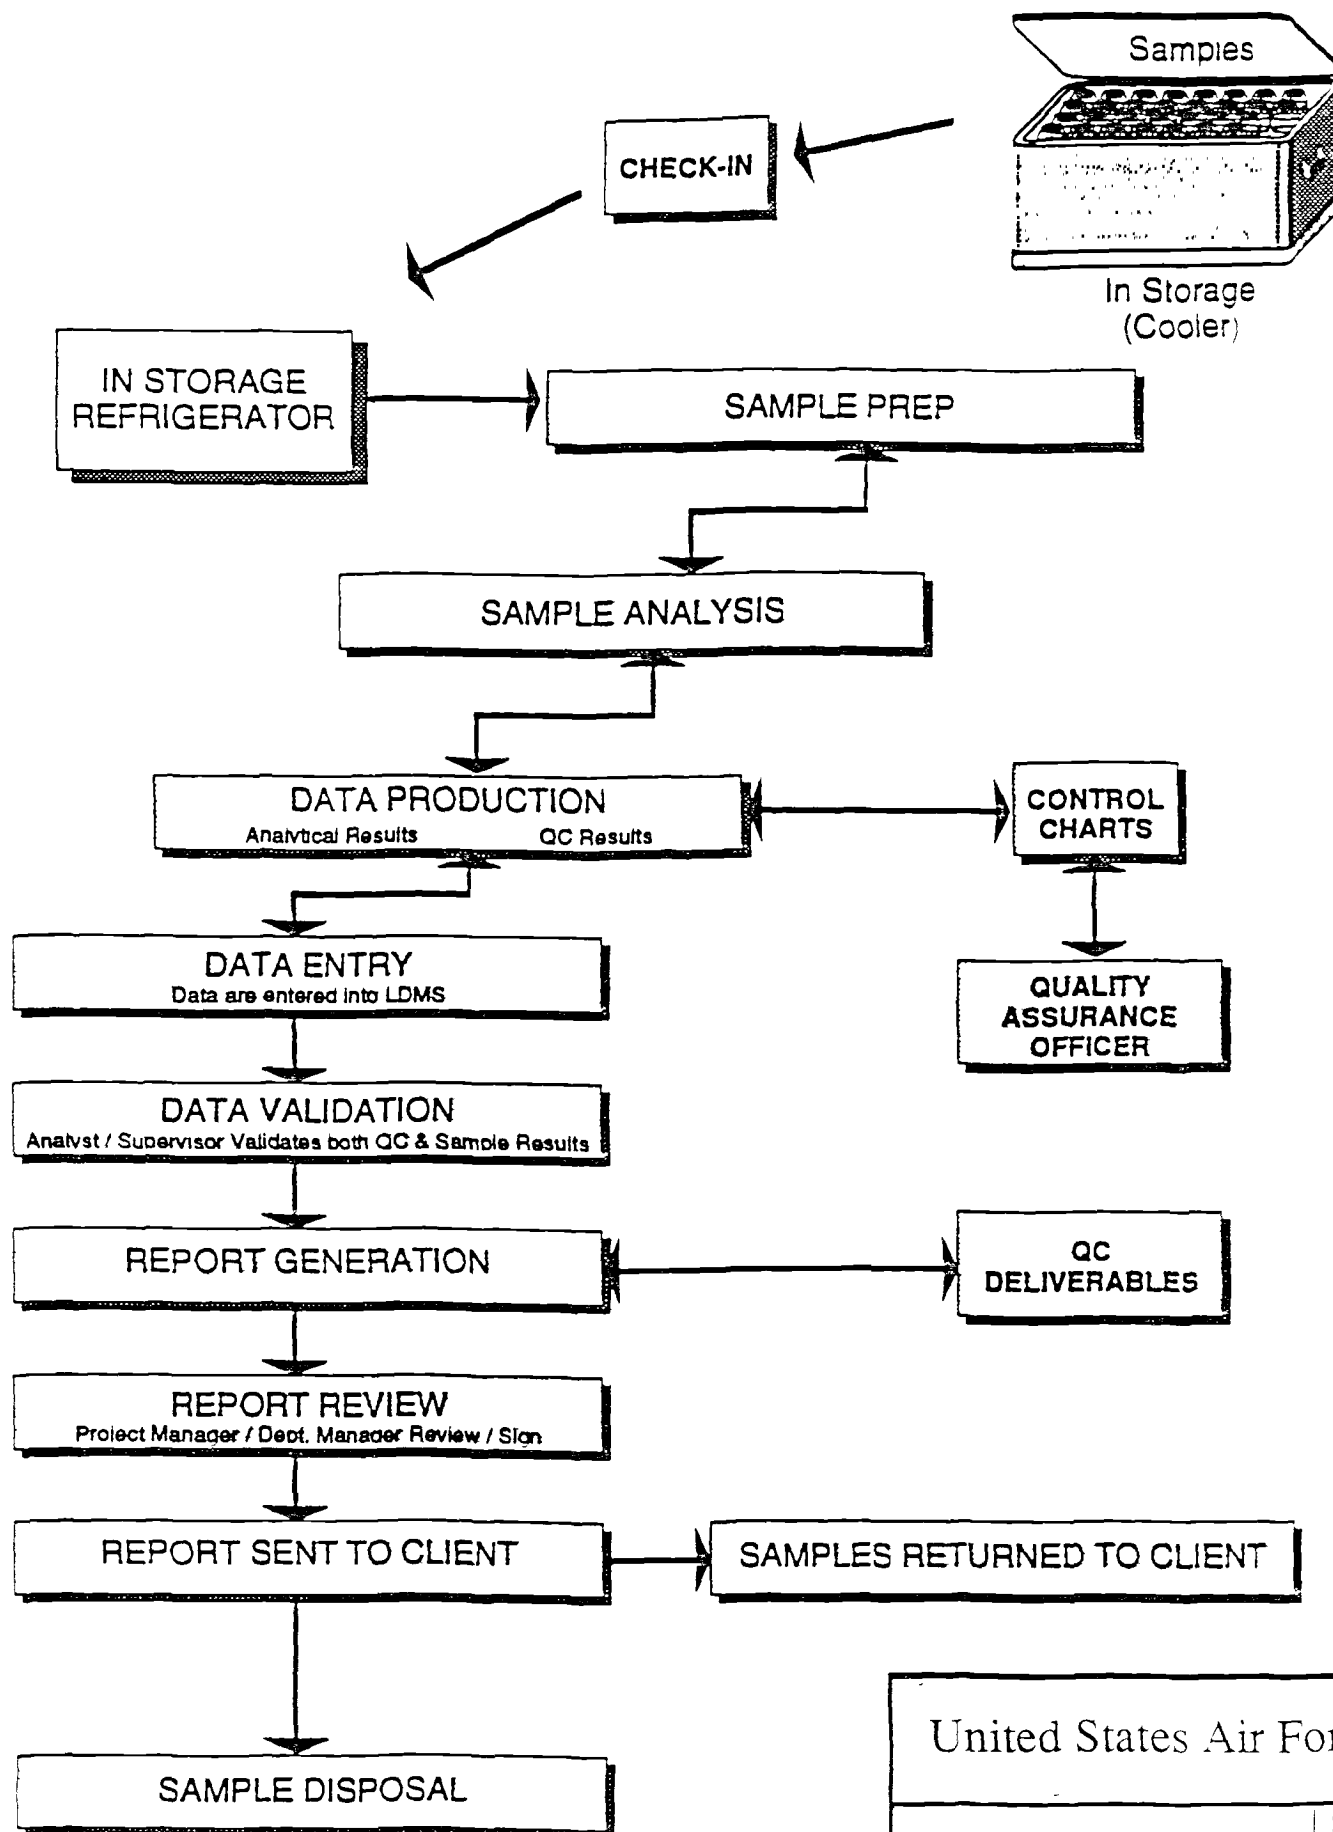 Samples
In Storage
(Cooler)
CHECK-IN
IN STORAGE
REFRIGERATOR
SAMPLE PREP
SAMPLE ANALYSIS
DATA PRODUCTION
Analytical Results QC Results
CONTROL
CHARTS
QUALITY
ASSURANCE
OFFICER
DATA ENTRY
Data are entered into LDMS
DATA VALIDATION
Analyst / Supervisor Validates both QC & Sample Results
REPORT GENERATION
QC
DELIVERABLES
REPORT REVIEW
Project Manager / Dept. Manager Review / Sign
REPORT SENT TO CLIENT
SAMPLES RETURNED TO CLIENT
SAMPLE DISPOSAL
United States Air For